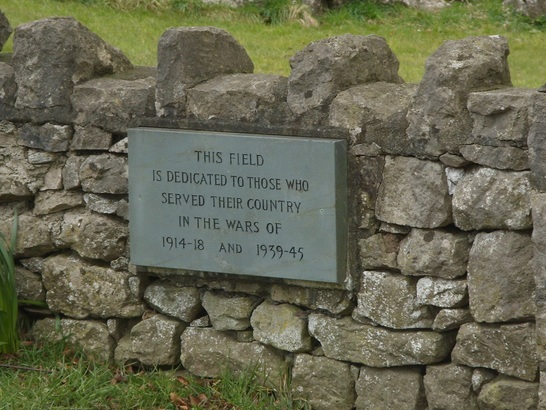 THIS FIELD
IS DEDICATED TO THOSE WHO
SERVED THEIR COUNTRY
IN THE WARS OF
1914-18 AND 1939-45